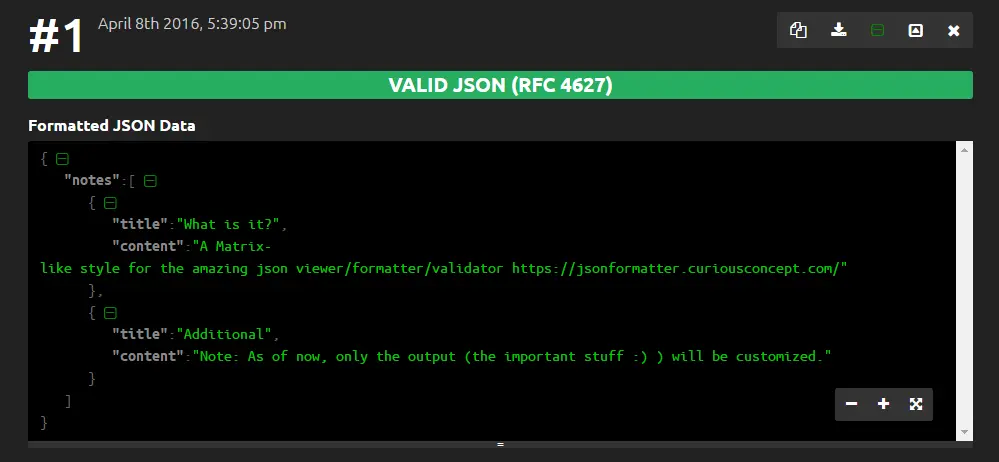 #1 April 8th 2016, 5:39:05 pm
VALID JSON (RFC 4627)
Formatted JSON Data
{
"notes":[
{
"title":"What is it?",
"content":"A Matrix-
like style for the amazing json viewer/formatter/validator https://jsonformatter.curiousconcept.com/"
},
{
"title":"Additional",
"content":"Note: As of now, only the output (the important stuff :) ) will be customized."
}
]
}